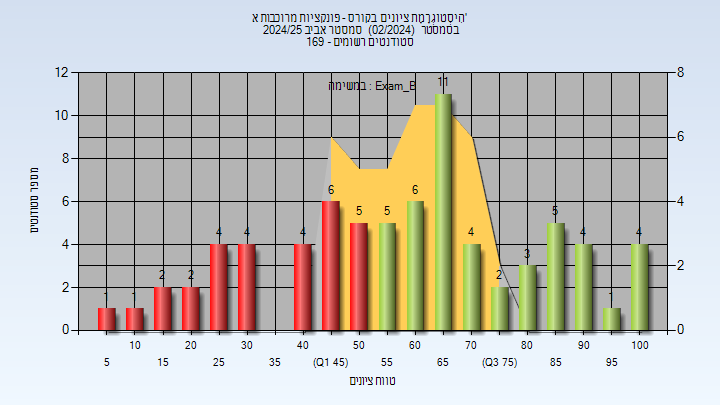 הִיסְטוֹגְרָמַת ציונים בקורס - פונקציות מרוכבות א'
בסמסטר (02/2024) סמסטר אביב 2024/25
סטודנטים רשומים - 169
במשימה : Exam_B
מספר סטודנטים
12
10
8
6
4
2
0
8
6
4
2
0
1 1 2 2 4 4 4 6 5 5 6 11 4 2 3 5 4 1 4
10 20 30 40 50 60 70 80 90 100
5 15 25 35 (Q1 45) 55 65 (Q3 75) 85 95
טווח ציונים